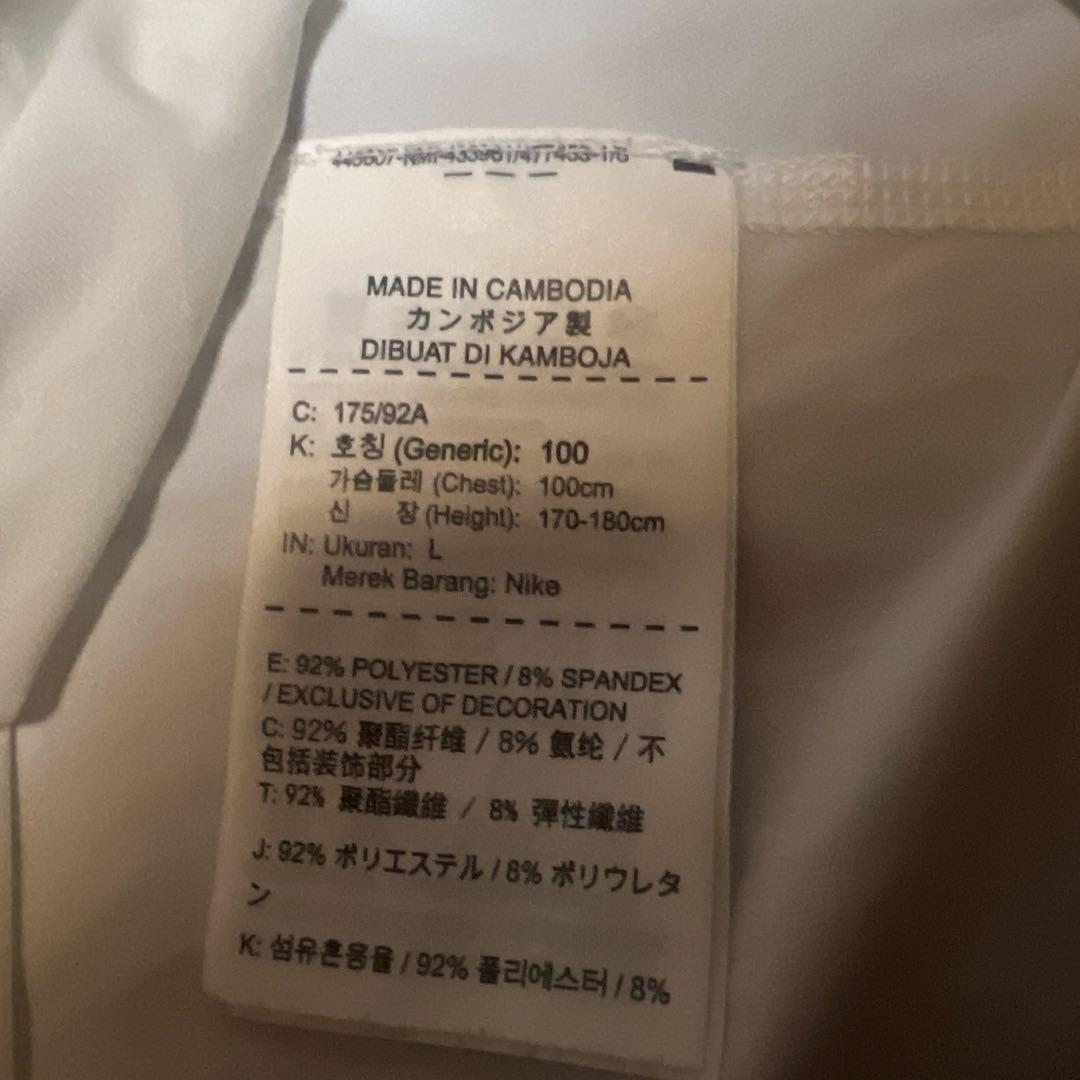 MADE IN CAMBODIA
カンボジア製
DIBUAT DI KAMBOJA
C: 175/92A
K: 호칭 (Generic): 100
가슴둘레 (Chest): 100cm
신 장 (Height): 170-180cm
IN: Ukuran: L
Merek Barang: Nike
E: 92% POLYESTER / 8% SPANDEX
/ EXCLUSIVE OF DECORATION
C: 92% 聚酯纤维 / 8% 氨纶 / 不
包括装饰部分
T: 92% 聚酯纖維 / 8% 彈性纖維
J: 92% ポリエステル / 8% ポリウレタ
ン
K: 섬유혼용율 / 92% 폴리에스터 / 8%